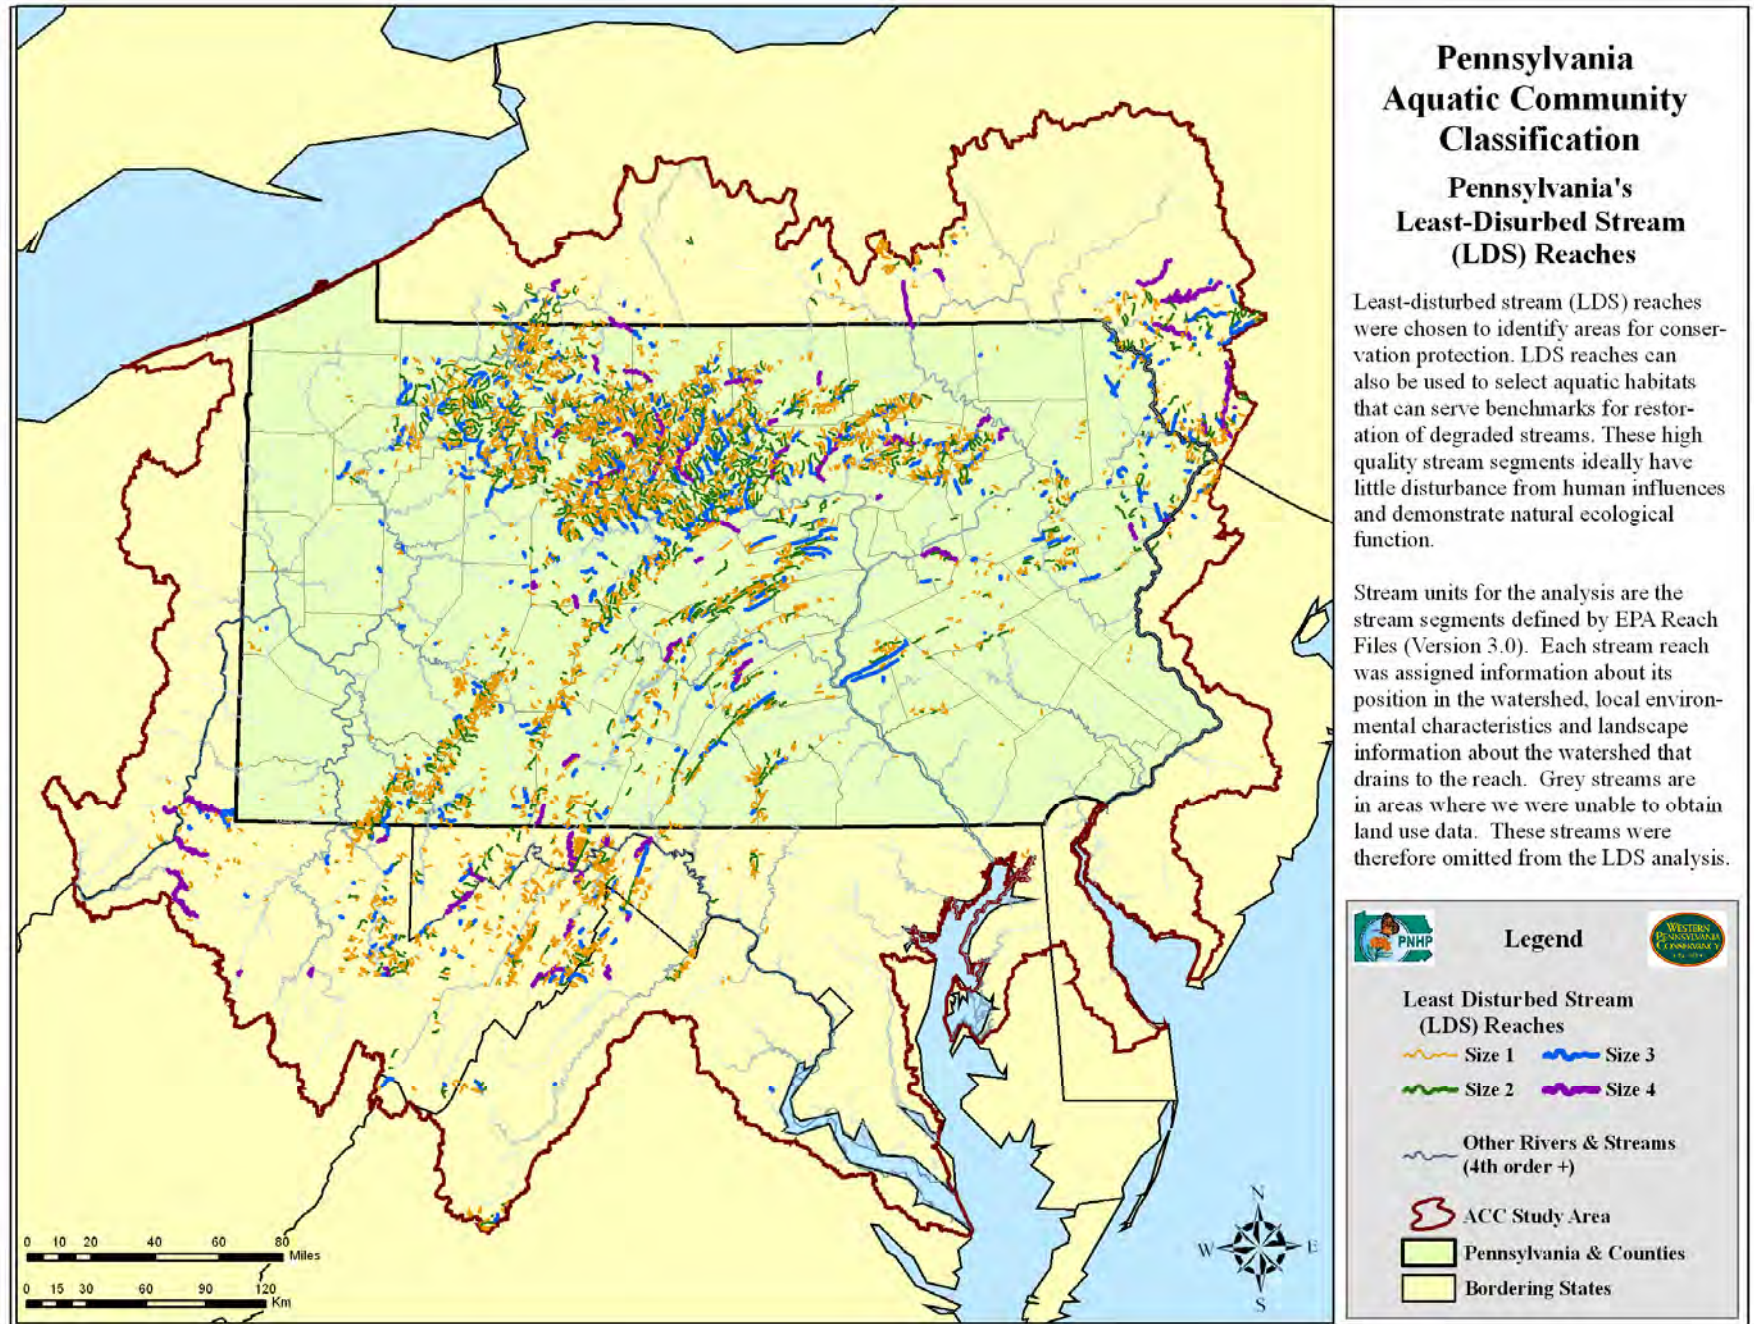 Pennsylvania
Aquatic Community
Classification
Pennsylvania's
Least-Disurbed Stream
(LDS) Reaches
Least-disturbed stream (LDS) reaches
were chosen to identify areas for conser-
vation protection. LDS reaches can
also be used to select aquatic habitats
that can serve benchmarks for restor-
ation of degraded streams. These high
quality stream segments ideally have
little disturbance from human influences
and demonstrate natural ecological
function.
Stream units for the analysis are the
stream segments defined by EPA Reach
Files (Version 3.0). Each stream reach
was assigned information about its
position in the watershed, local environ-
mental characteristics and landscape
information about the watershed that
drains to the reach. Grey streams are
in areas where we were unable to obtain
land use data. These streams were
therefore omitted from the LDS analysis.
PNHP
Legend
WESTERN
PENNSYLVANIA
CONSERVANCY
Least Disturbed Stream
(LDS) Reaches
Size 1
Size 3
Size 2
Size 4
Other Rivers & Streams
(4th order +)
ACC Study Area
Pennsylvania & Counties
Bordering States
N
W
E
S
0 10 20 40 60 80
Miles
0 15 30 60 90 120
Km